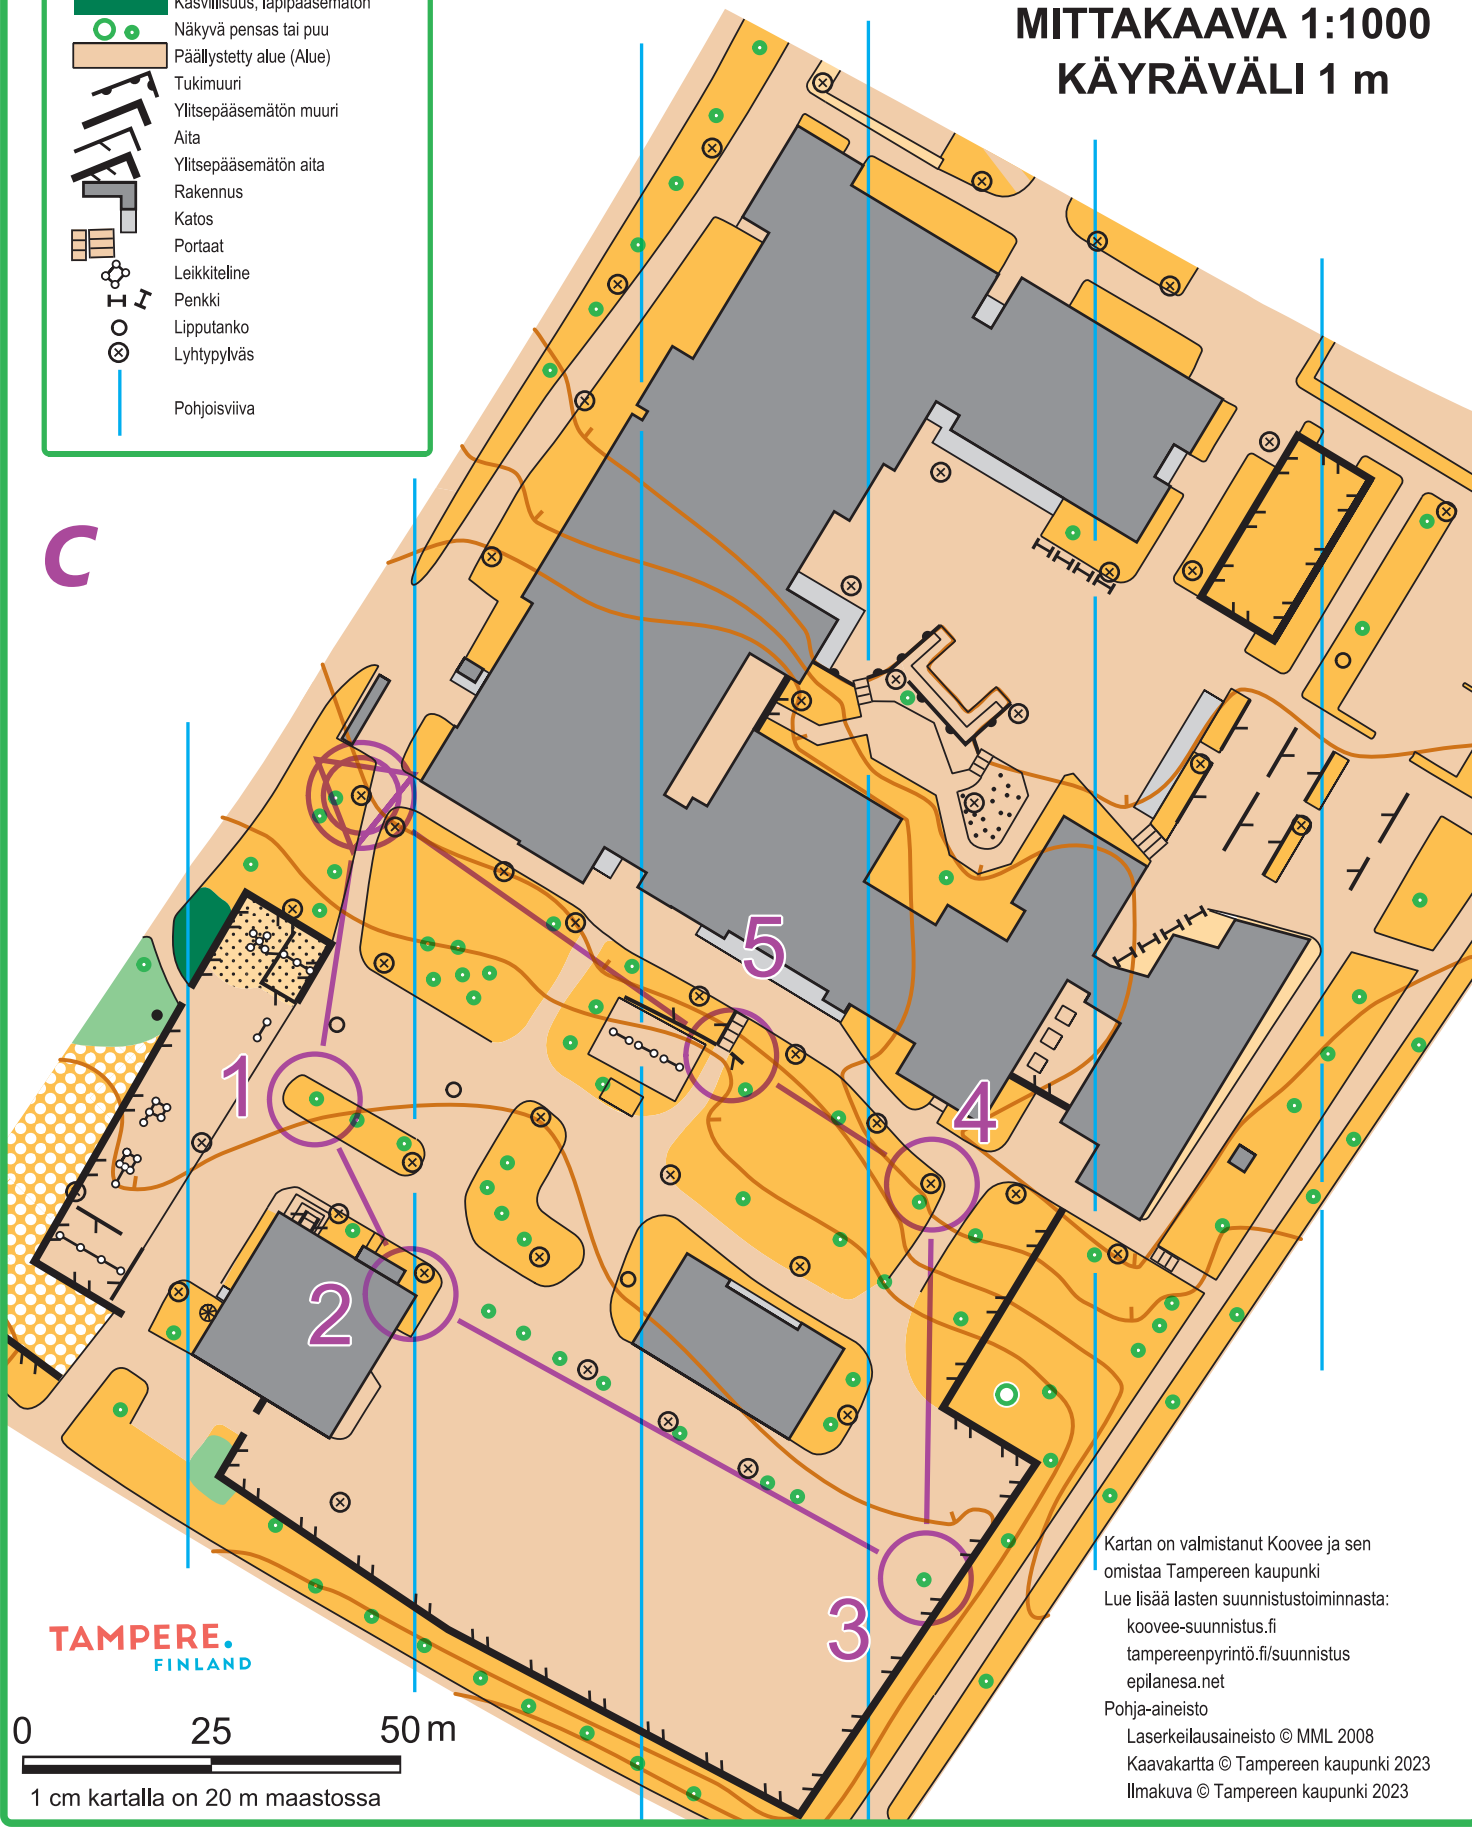 Kasvillisuus, läpipääsemätön
Näkyvä pensas tai puu
Päällystetty alue (Alue)
Tukimuuri
Ylitsepääsemätön muuri
Aita
Ylitsepääsemätön aita
Rakennus
Katos
Portaat
Leikkiteline
Penkki
Lipputanko
Lyhtypylväs
Pohjoisviiva
MITTAKAAVA 1:1000
KÄYRÄVÄLI 1 m
C
5
1
4
2
3
Kartan on valmistanut Koovee ja sen
omistaa Tampereen kaupunki
Lue lisää lasten suunnistustoiminnasta:
koovee-suunnistus.fi
tampereenpyrintö.fi/suunnistus
epilanesa.net
Pohja-aineisto
Laserkeilausaineisto © MML 2008
Kaavakartta © Tampereen kaupunki 2023
Ilmakuva © Tampereen kaupunki 2023
TAMPERE.
FINLAND
0 25 50 m
1 cm kartalla on 20 m maastossa